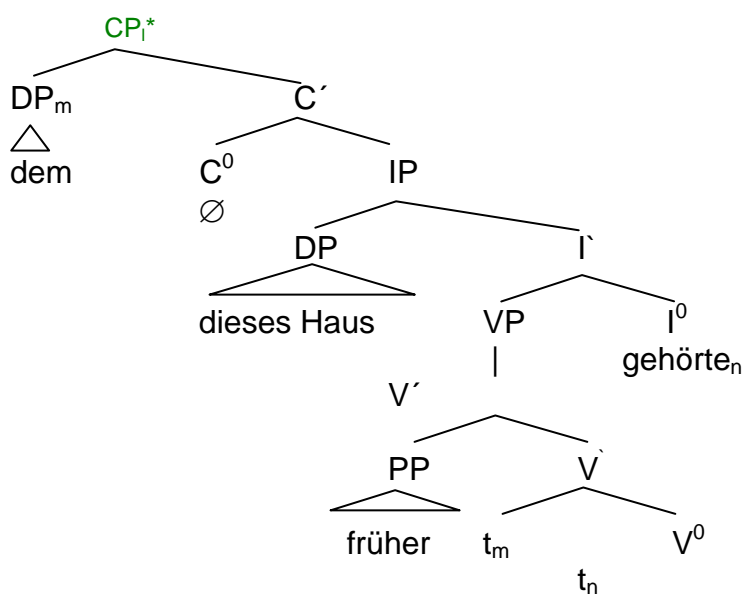 CPₗ*
DPₘ C´
dem C⁰ IP
∅
DP I`
dieses Haus VP I⁰
gehörteₙ
V´
PP V`
früher tₘ V⁰
tₙ